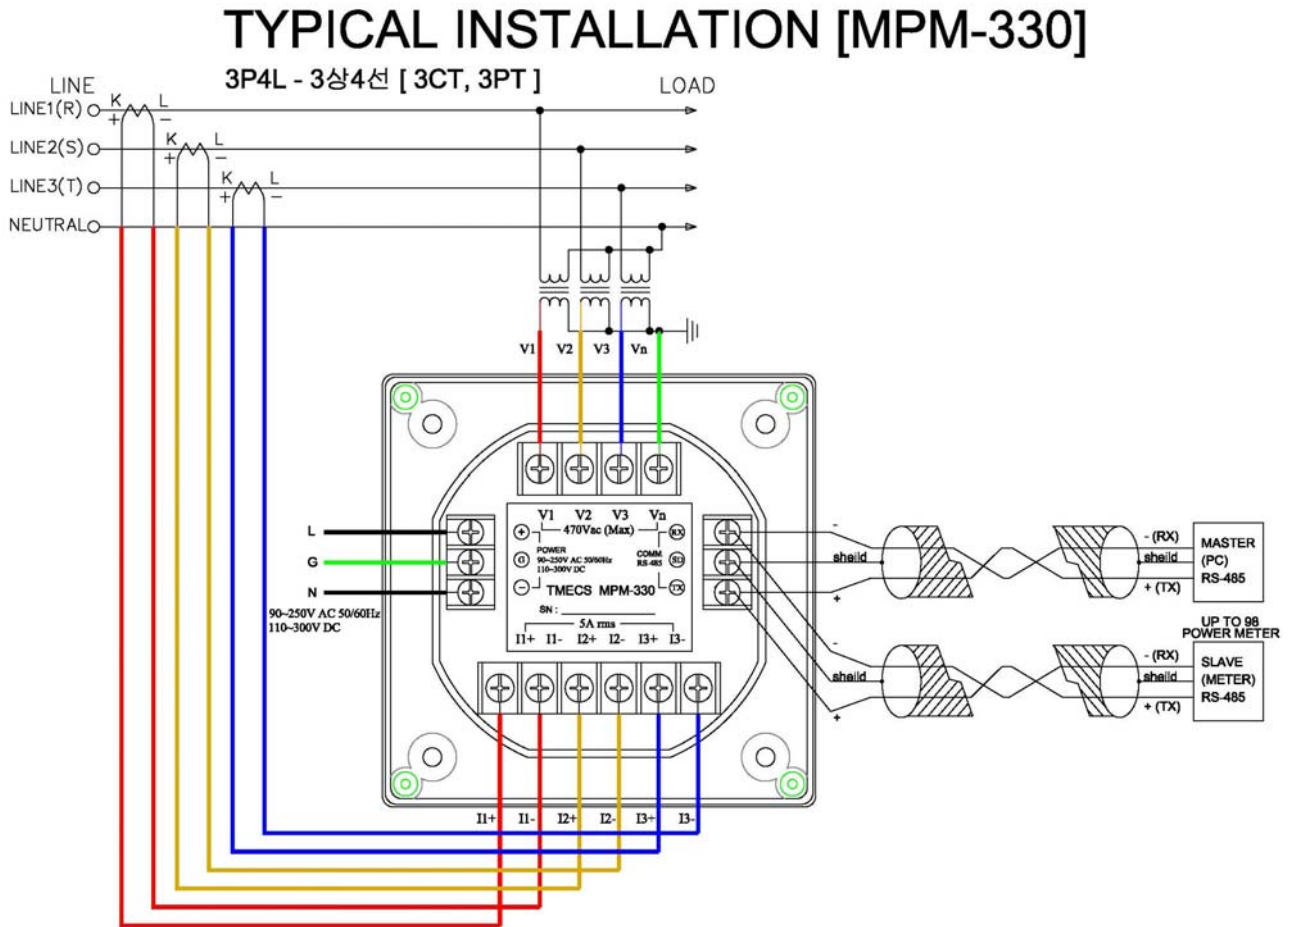 TYPICAL INSTALLATION [MPM-330]
3P4L - 3상4선 [ 3CT, 3PT ]
LINE
LOAD
LINE1(R)
K
L
+
-
LINE2(S)
K
L
+
-
LINE3(T)
K
L
+
-
NEUTRAL
V1 V2 V3 Vn
V1 V2 V3 Vn
470Vac (Max)
+
G
-
POWER
90~250V AC 50/60Hz
110~300V DC
COMM
RS-485
RX
SD
TX
TMECS MPM-330
SN :
5A rms
I1+ I1- I2+ I2- I3+ I3-
L
G
N
90~250V AC 50/60Hz
110~300V DC
I1+ I1- I2+ I2- I3+ I3-
-
sheild
+
- (RX)
sheild
+ (TX)
MASTER
(PC)
RS-485
UP TO 98
POWER METER
-
sheild
+
- (RX)
sheild
+ (TX)
SLAVE
(METER)
RS-485